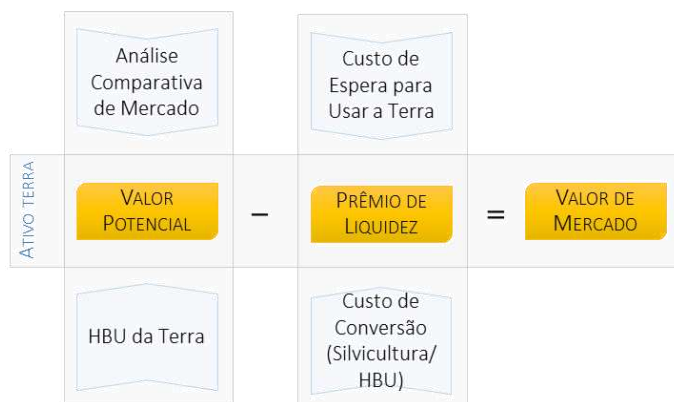 Análise
Comparativa
de Mercado
Custo de
Espera para
Usar a Terra
ATIVO TERRA
VALOR
POTENCIAL
–
PRÊMIO DE
LIQUIDEZ
=
VALOR DE
MERCADO
HBU da Terra
Custo de
Conversão
(Silvicultura/
HBU)